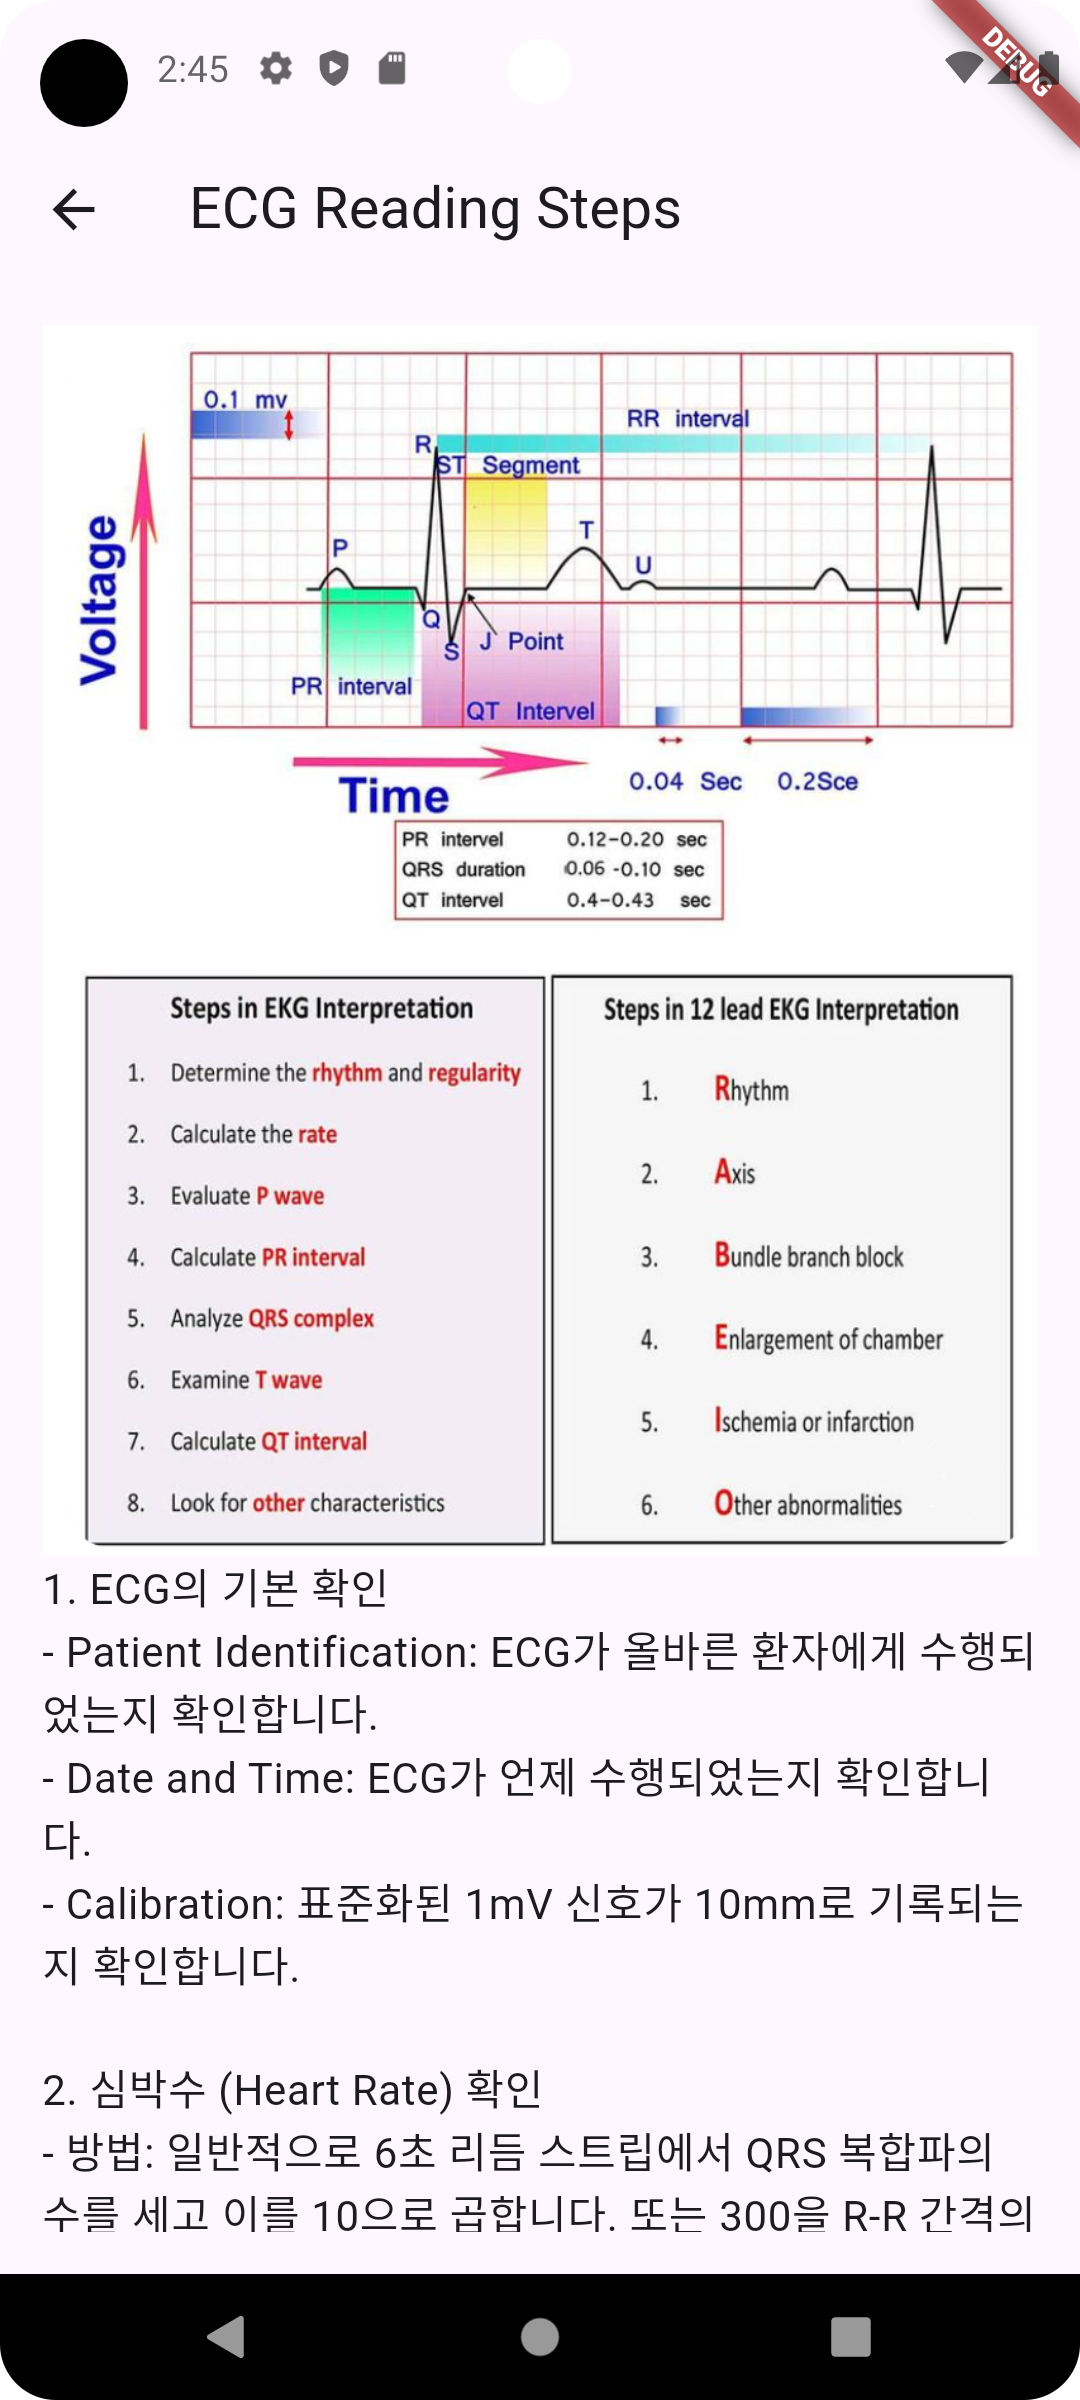 2:45
DEBUG
ECG Reading Steps
0.1 mv
RR interval
R
ST Segment
T
P
U
Voltage
Q
J Point
S
PR interval
QT Intervel
0.04 Sec 0.2Sce
Time
PR intervel 0.12-0.20 sec
QRS duration 0.06 -0.10 sec
QT intervel 0.4-0.43 sec
Steps in EKG Interpretation
1. Determine the rhythm and regularity
2. Calculate the rate
3. Evaluate P wave
4. Calculate PR interval
5. Analyze QRS complex
6. Examine T wave
7. Calculate QT interval
8. Look for other characteristics
Steps in 12 lead EKG Interpretation
1. Rhythm
2. Axis
3. Bundle branch block
4. Enlargement of chamber
5. Ischemia or infarction
6. Other abnormalities
1. ECG의 기본 확인
- Patient Identification: ECG가 올바른 환자에게 수행되
었는지 확인합니다.
- Date and Time: ECG가 언제 수행되었는지 확인합니
다.
- Calibration: 표준화된 1mV 신호가 10mm로 기록되는
지 확인합니다.
2. 심박수 (Heart Rate) 확인
- 방법: 일반적으로 6초 리듬 스트립에서 QRS 복합파의
수를 세고 이를 10으로 곱합니다. 또는 300을 R-R 간격의